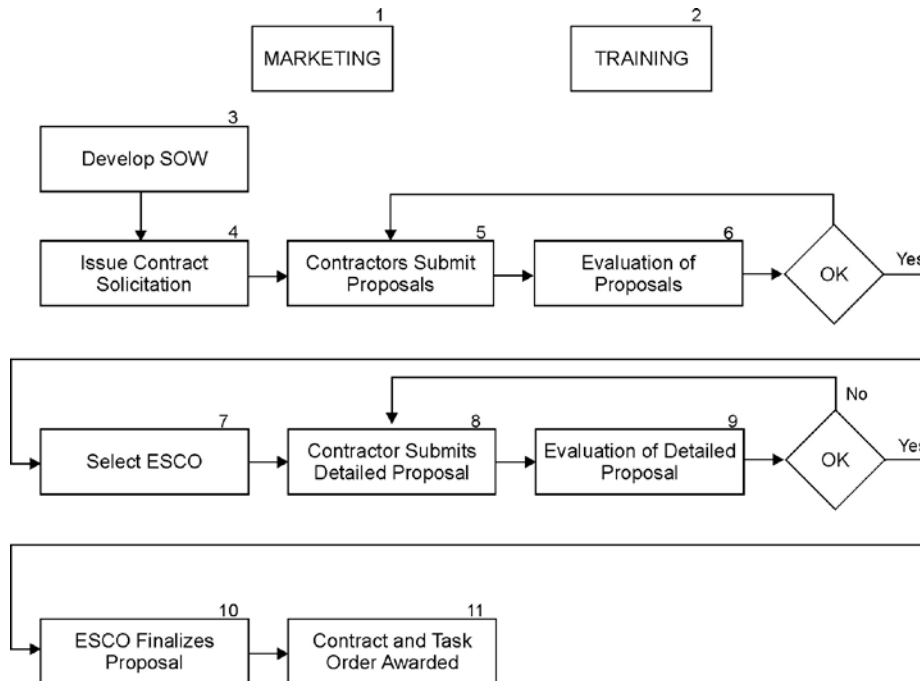 1
MARKETING
2
TRAINING
3
Develop SOW
4
Issue Contract
Solicitation
5
Contractors Submit
Proposals
6
Evaluation of
Proposals
OK
Yes
7
Select ESCO
8
Contractor Submits
Detailed Proposal
9
Evaluation of Detailed
Proposal
No
OK
Yes
10
ESCO Finalizes
Proposal
11
Contract and Task
Order Awarded